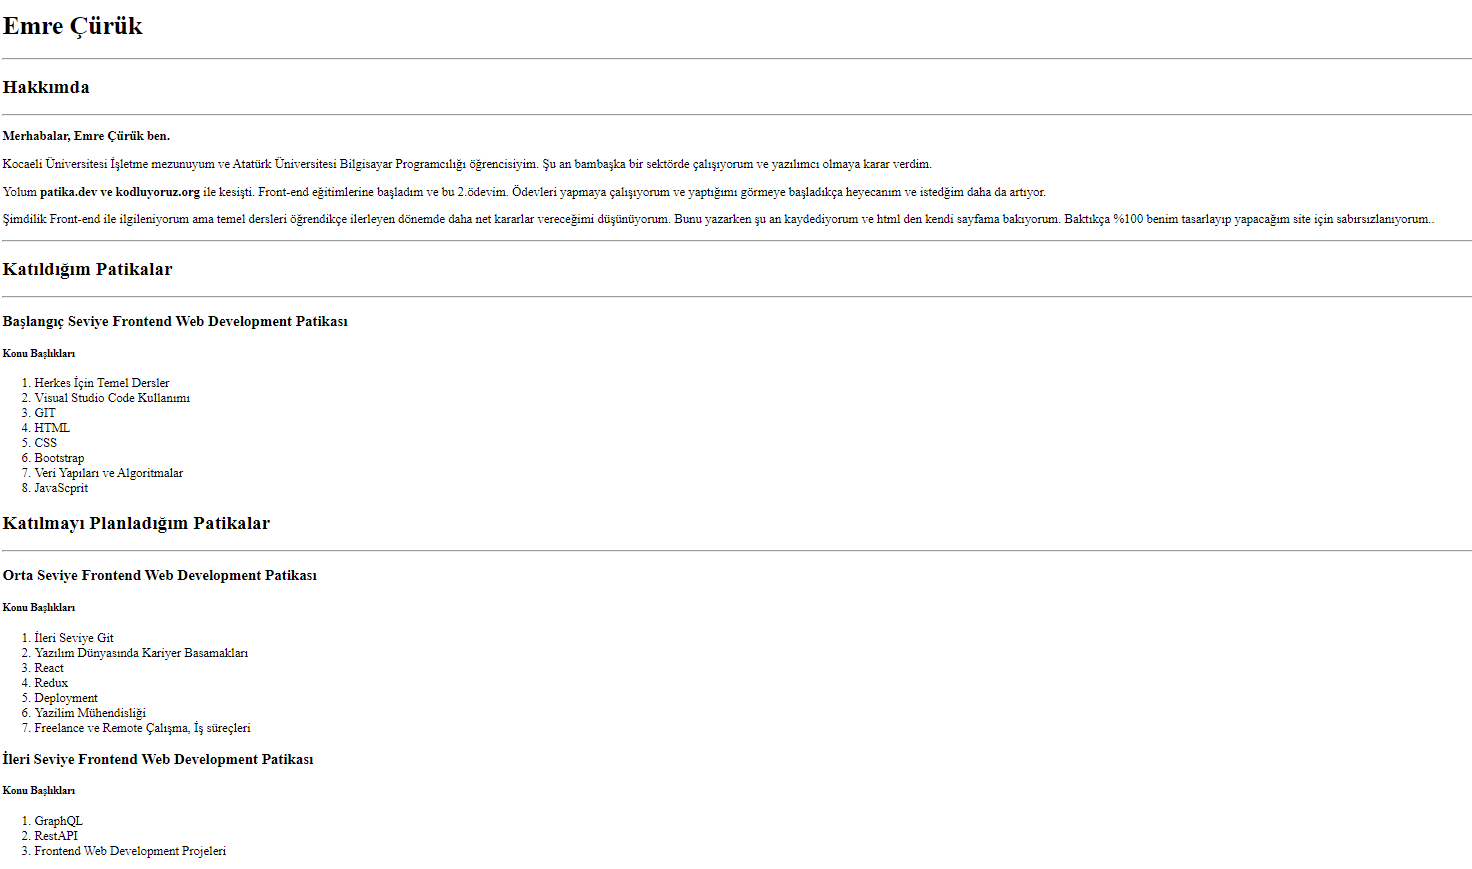 Emre Çürük
Hakkımda
Merhabalar, Emre Çürük ben.
Kocaeli Üniversitesi İşletme mezunuyum ve Atatürk Üniversitesi Bilgisayar Programcılığı öğrencisiyim. Şu an bambaşka bir sektörde çalışıyorum ve yazılımcı olmaya karar verdim.
Yolum patika.dev ve kodluyoruz.org ile kesişti. Front-end eğitimlerine başladım ve bu 2.ödevim. Ödevleri yapmaya çalışıyorum ve yaptığımı görmeye başladıkça heyecanım ve istedğim daha da artıyor.
Şimdilik Front-end ile ilgileniyorum ama temel dersleri öğrendikçe ilerleyen dönemde daha net kararlar vereceğimi düşünüyorum. Bunu yazarken şu an kaydediyorum ve html den kendi sayfama bakıyorum. Baktıkça %100 benim tasarlayıp yapacağım site için sabırsızlanıyorum..
Katıldığım Patikalar
Başlangıç Seviye Frontend Web Development Patikası
Konu Başlıkları
1. Herkes İçin Temel Dersler
2. Visual Studio Code Kullanımı
3. GIT
4. HTML
5. CSS
6. Bootstrap
7. Veri Yapıları ve Algoritmalar
8. JavaScprit
Katılmayı Planladığım Patikalar
Orta Seviye Frontend Web Development Patikası
Konu Başlıkları
1. İleri Seviye Git
2. Yazılım Dünyasında Kariyer Basamakları
3. React
4. Redux
5. Deployment
6. Yazilim Mühendisliği
7. Freelance ve Remote Çalışma, İş süreçleri
İleri Seviye Frontend Web Development Patikası
Konu Başlıkları
1. GraphQL
2. RestAPI
3. Frontend Web Development Projeleri